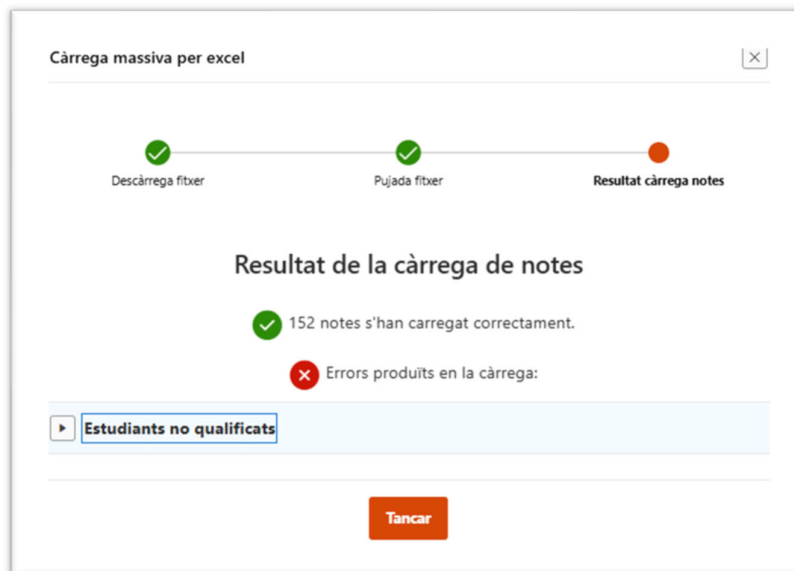 Càrrega massiva per excel
Descàrrega fitxer
Pujada fitxer
Resultat càrrega notes
Resultat de la càrrega de notes
152 notes s'han carregat correctament.
Errors produïts en la càrrega:
Estudiants no qualificats
Tancar